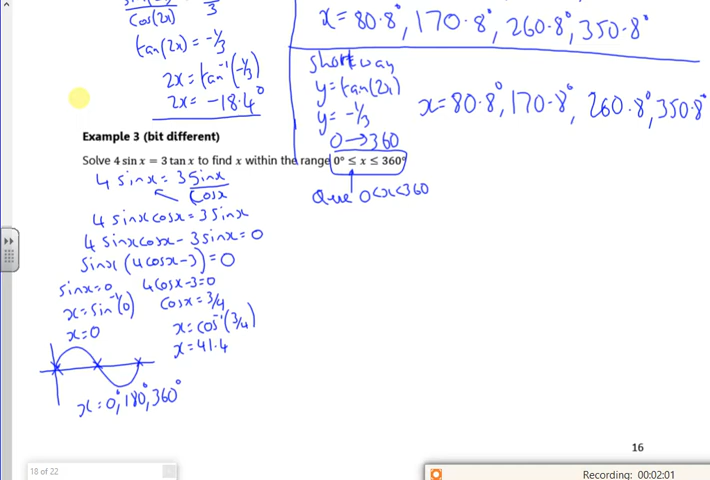 Cos(2x) 3
tan(2x) = -1/3
2x = tan⁻¹(-1/3)
2x = -18.4°
x = 80.8°, 170.8°, 260.8°, 350.8°
Short way
y = tan(2x)
y = -1/3
0 → 360
x = 80.8°, 170.8°, 260.8°, 350.8°
Example 3 (bit different)
Solve 4 sin x = 3 tan x to find x within the range 0° ≤ x ≤ 360°
4 sinx = 3 sinx
cosx
4 sinx cosx = 3 sinx
4 sinx cosx - 3 sinx = 0
sinx (4cosx - 3) = 0
sinx = 0 4cosx - 3 = 0
x = sin⁻¹(0) cosx = 3/4
x = 0 x = cos⁻¹(3/4)
x = 41.4
x = 0°, 180°, 360°
Que 0<x<360
16
18 of 22
Recording: 00:02:01